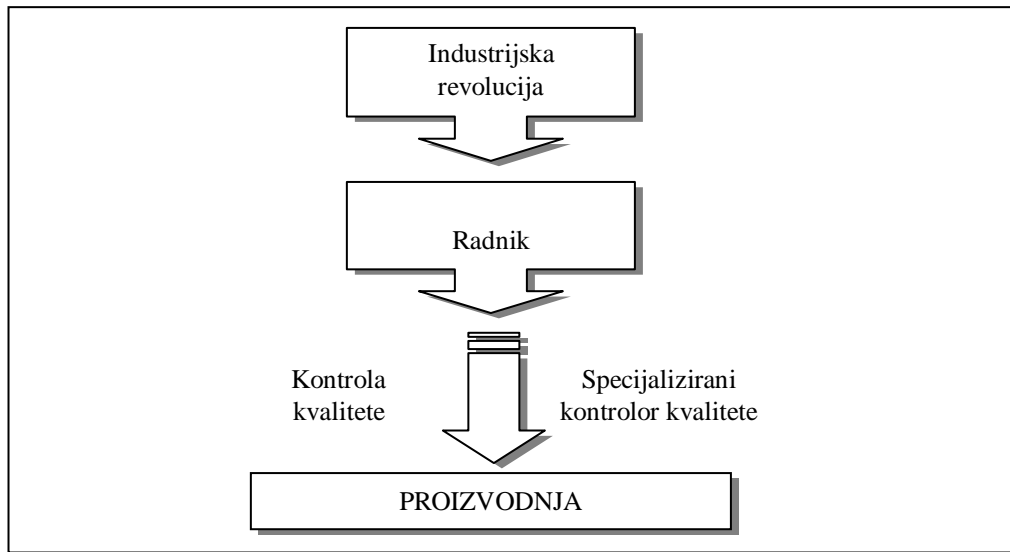 Industrijska
revolucija
Radnik
Kontrola
kvalitete
Specijalizirani
kontrolor kvalitete
PROIZVODNJA